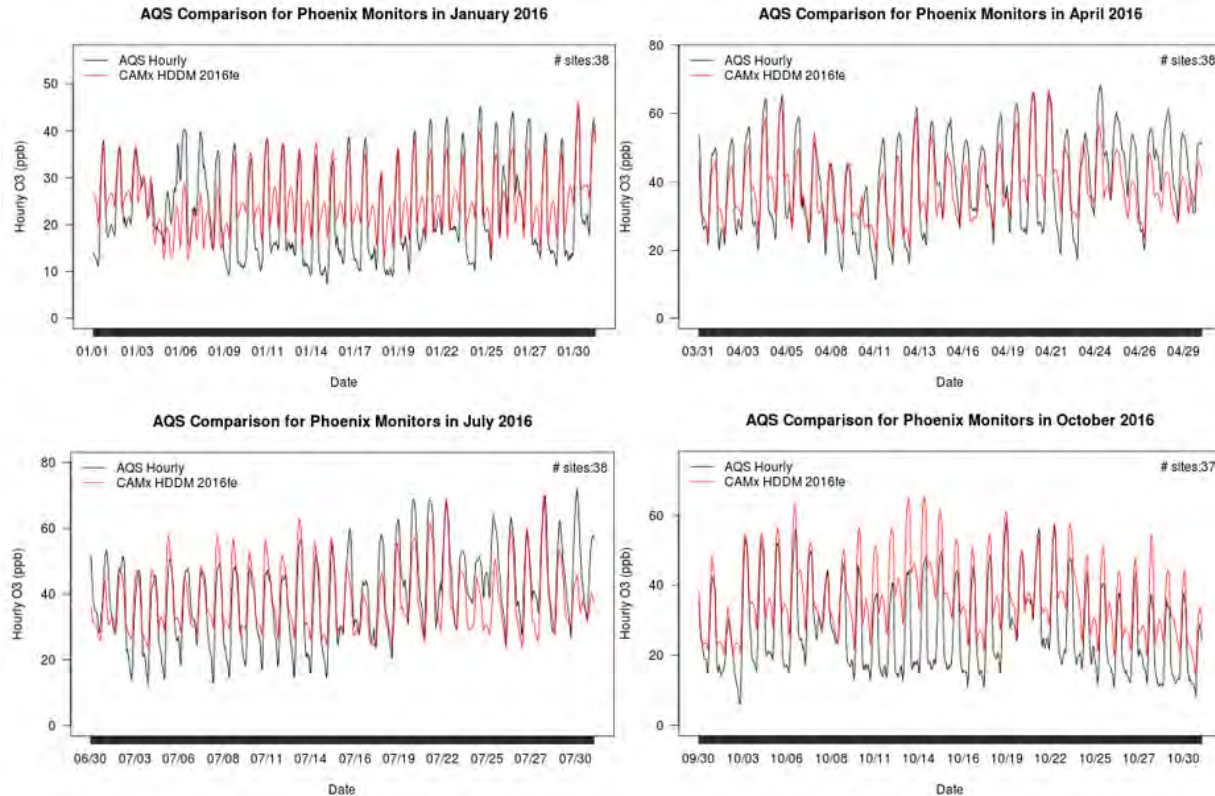 AQS Comparison for Phoenix Monitors in January 2016
AQS Hourly
CAMx HDDM 2016fe
# sites:38
Hourly O3 (ppb)
50
40
30
20
10
0
01/01 01/03 01/06 01/09 01/11 01/14 01/17 01/19 01/22 01/25 01/27 01/30
Date
AQS Comparison for Phoenix Monitors in April 2016
AQS Hourly
CAMx HDDM 2016fe
# sites:38
Hourly O3 (ppb)
80
60
40
20
0
03/31 04/03 04/05 04/08 04/11 04/13 04/16 04/19 04/21 04/24 04/26 04/29
Date
AQS Comparison for Phoenix Monitors in July 2016
AQS Hourly
CAMx HDDM 2016fe
# sites:38
Hourly O3 (ppb)
80
60
40
20
0
06/30 07/03 07/05 07/08 07/11 07/14 07/16 07/19 07/22 07/24 07/27 07/30
Date
AQS Comparison for Phoenix Monitors in October 2016
AQS Hourly
CAMx HDDM 2016fe
# sites:37
Hourly O3 (ppb)
60
40
20
0
09/30 10/03 10/06 10/08 10/11 10/14 10/16 10/19 10/22 10/25 10/27 10/30
Date